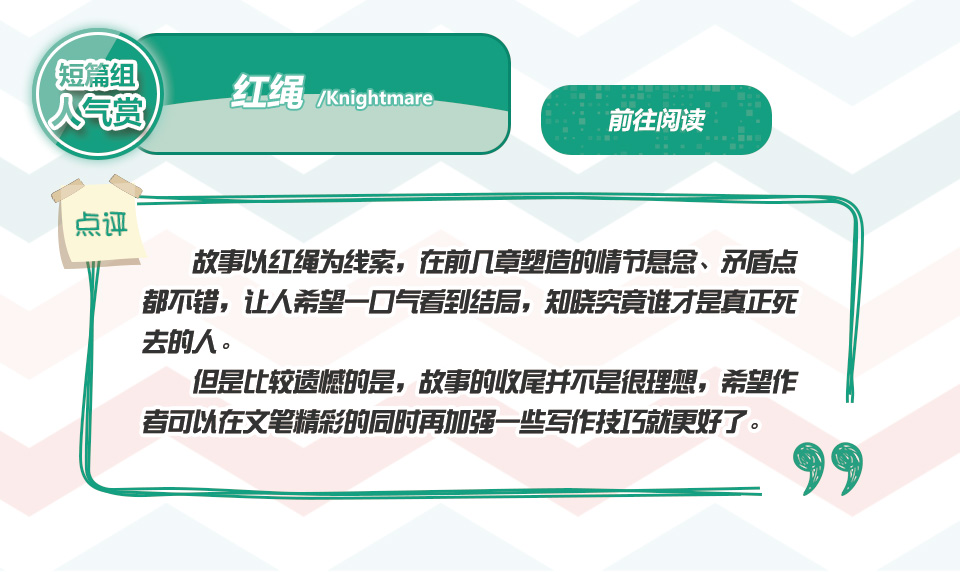 短篇组
人气赏
红绳 /Knightmare
前往阅读
点评
故事以红绳为线索，在前几章塑造的情节悬念、矛盾点
都不错，让人希望一口气看到结局，知晓究竟谁才是真正死
去的人。
但是比较遗憾的是，故事的收尾并不是很理想，希望作
者可以在文笔精彩的同时再加强一些写作技巧就更好了。